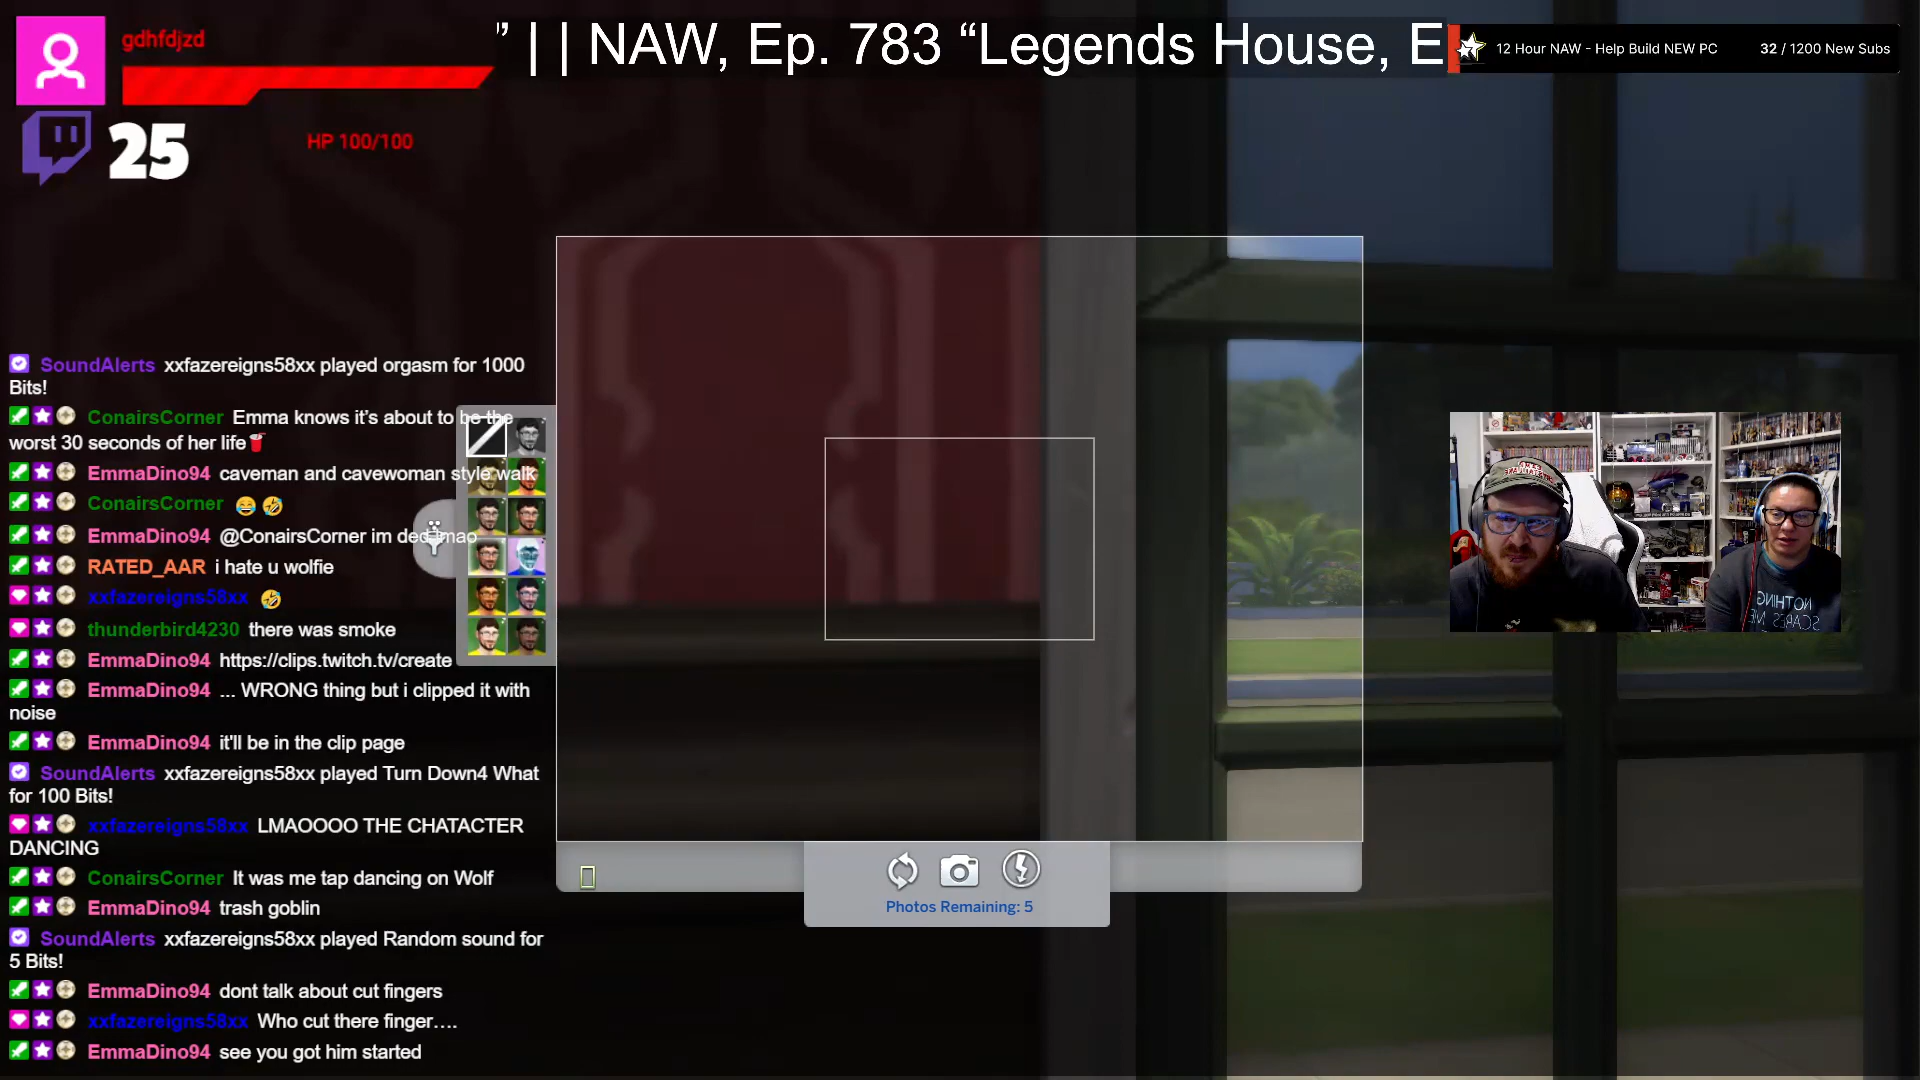 gdhfdjzd
” | | NAW, Ep. 783 “Legends House, E
12 Hour NAW - Help Build NEW PC 32 / 1200 New Subs
25
HP 100/100
SoundAlerts xxfazereigns58xx played orgasm for 1000
Bits!
ConairsCorner Emma knows it’s about to be the
worst 30 seconds of her life🥤
EmmaDino94 caveman and cavewoman style walk
ConairsCorner 😂 🤣
EmmaDino94 @ConairsCorner im ded lmao
RATED_AAR i hate u wolfie
xxfazereigns58xx 🤣
thunderbird4230 there was smoke
EmmaDino94 https://clips.twitch.tv/create
EmmaDino94 ... WRONG thing but i clipped it with
noise
EmmaDino94 it'll be in the clip page
SoundAlerts xxfazereigns58xx played Turn Down4 What
for 100 Bits!
xxfazereigns58xx LMAOOOO THE CHATACTER
DANCING
ConairsCorner It was me tap dancing on Wolf
EmmaDino94 trash goblin
SoundAlerts xxfazereigns58xx played Random sound for
5 Bits!
EmmaDino94 dont talk about cut fingers
xxfazereigns58xx Who cut there finger….
EmmaDino94 see you got him started
Photos Remaining: 5
NOTHING
SCARES ME